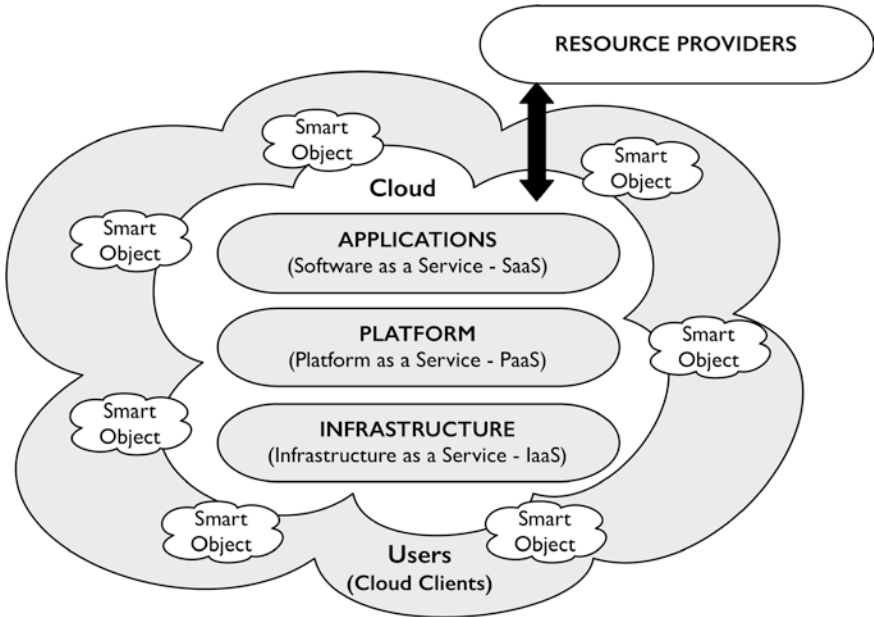 RESOURCE PROVIDERS
Smart
Object
Smart
Object
Cloud
Smart
Object
APPLICATIONS
(Software as a Service - SaaS)
PLATFORM
(Platform as a Service - PaaS)
Smart
Object
Smart
Object
INFRASTRUCTURE
(Infrastructure as a Service - IaaS)
Smart
Object
Smart
Object
Users
(Cloud Clients)